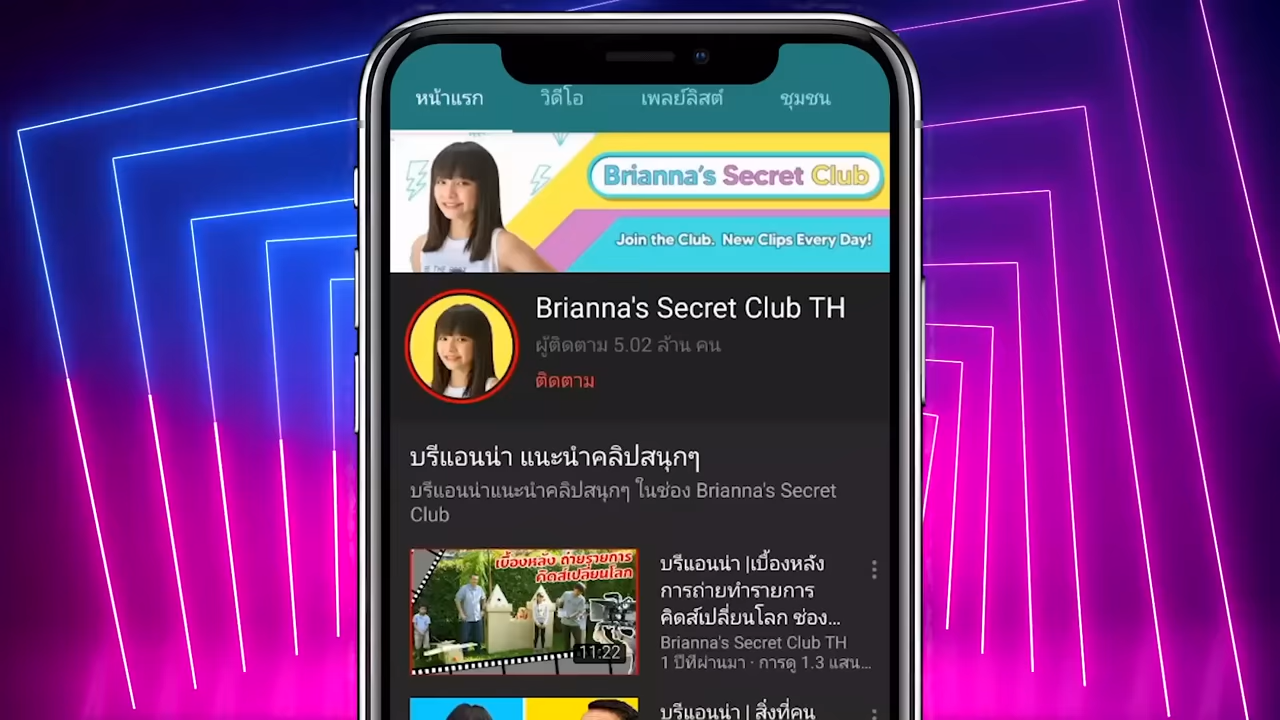 หน้าแรก วิดีโอ เพลย์ลิสต์ ชุมชน
Brianna's Secret Club
Join the Club. New Clips Every Day!
Brianna's Secret Club TH
ผู้ติดตาม 5.02 ล้าน คน
ติดตาม
บรีแอนน่า แนะนำคลิปสนุกๆ
บรีแอนน่าแนะนำคลิปสนุกๆ ในช่อง Brianna's Secret
Club
เบื้องหลัง ถ่ายรายการ
คิดส์เปลี่ยนโลก
11:22
บรีแอนน่า |เบื้องหลัง
การถ่ายทำรายการ
คิดส์เปลี่ยนโลก ช่อง...
Brianna's Secret Club TH
1 ปีที่ผ่านมา · การดู 1.3 แสน...
บรีแอนน่า | สิ่งที่คน